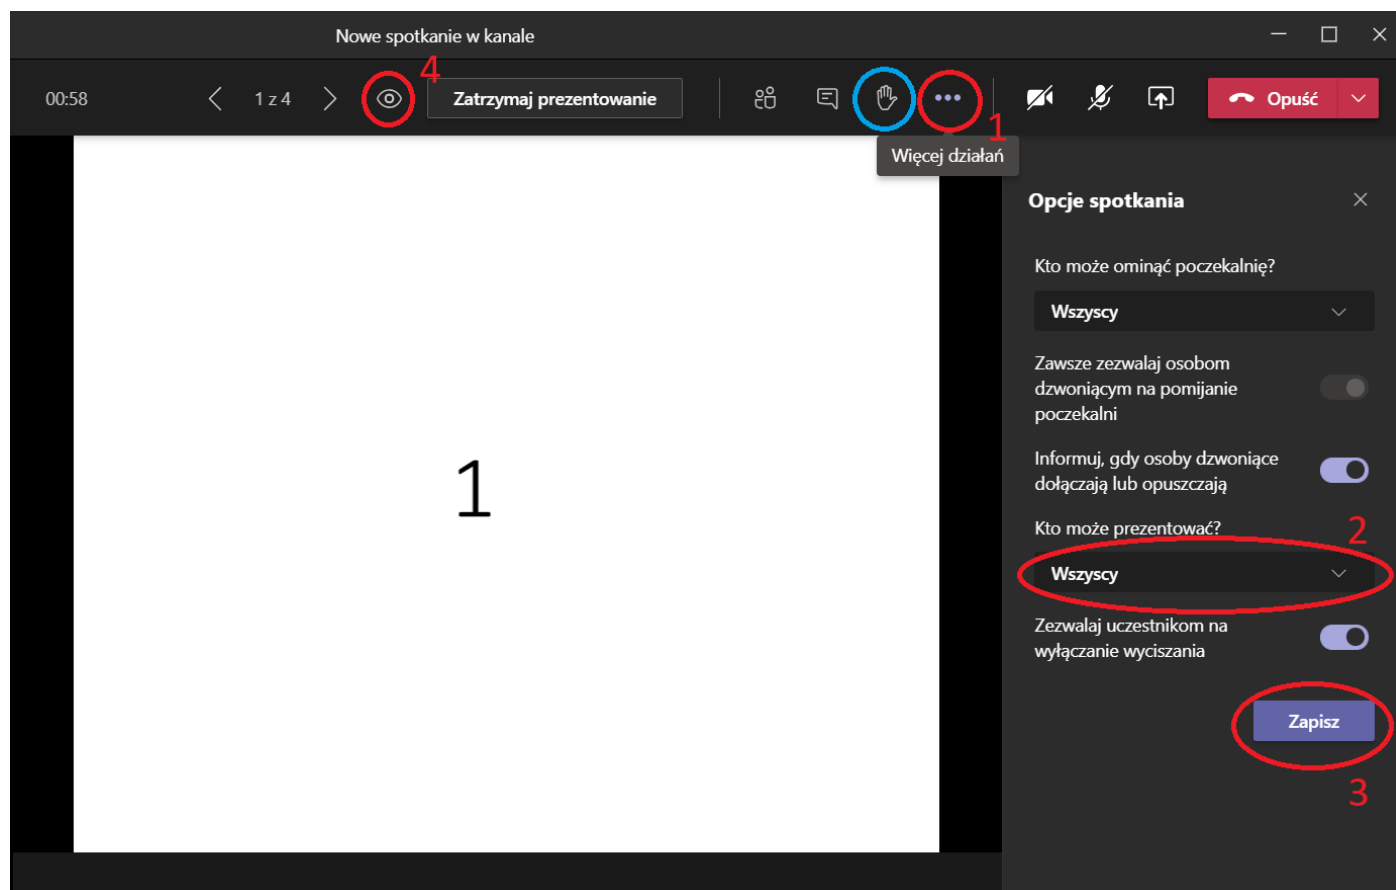 Nowe spotkanie w kanale
4
00:58
1 z 4
Zatrzymaj prezentowanie
Opuść
1
Więcej działań
Opcje spotkania
Kto może ominąć poczekalnię?
Wszyscy
Zawsze zezwalaj osobom
dzwoniącym na pomijanie
poczekalni
Informuj, gdy osoby dzwoniące
dołączają lub opuszczają
1
Kto może prezentować?
2
Wszyscy
Zezwalaj uczestnikom na
wyłączanie wyciszania
Zapisz
3